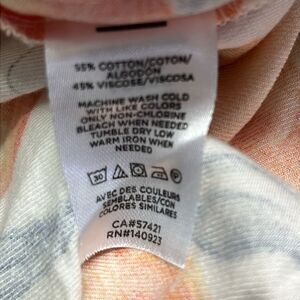 55% COTTON/COTON/
ALGODÓN
45% VISCOSE/VISCOSA
MACHINE WASH COLD
WITH LIKE COLORS
ONLY NON-CHLORINE
BLEACH WHEN NEEDED
TUMBLE DRY LOW
WARM IRON WHEN
NEEDED
30
AVEC DES COULEURS
SEMBLABLES/CON
COLORES SIMILARES
CA#57421
RN#140923